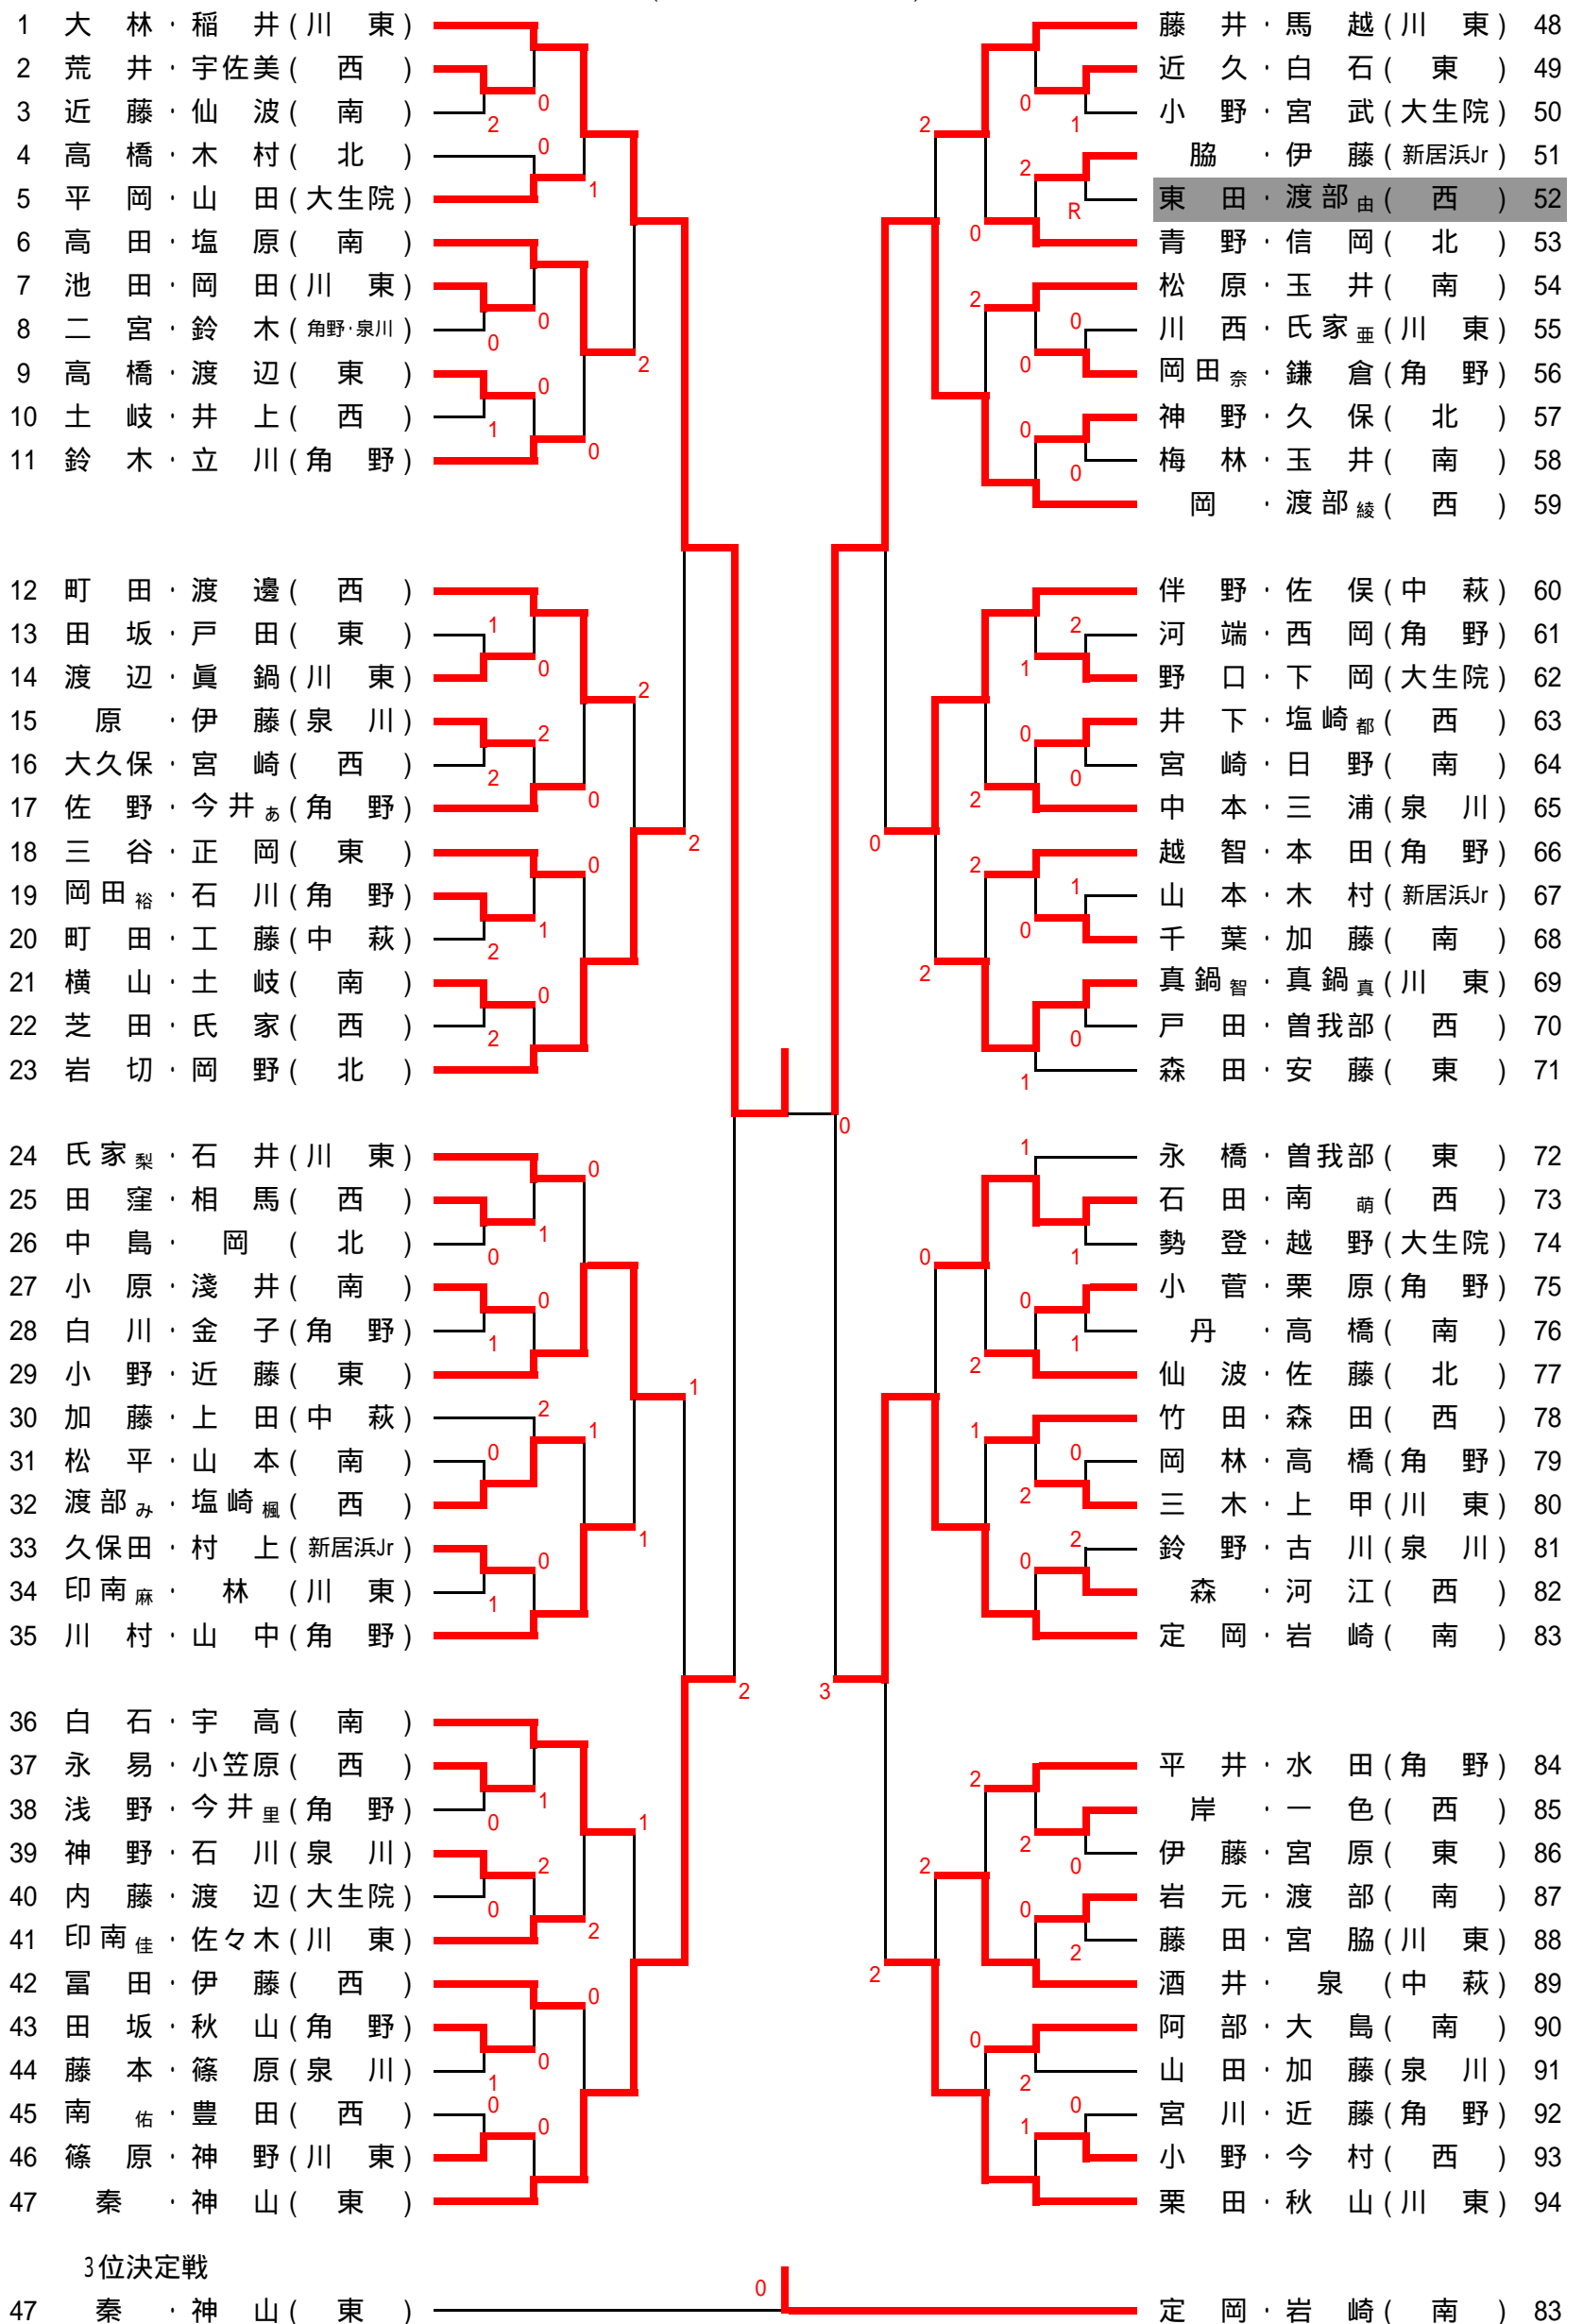 1 大林・稲井(川東)
2 荒井・宇佐美(西)
3 近藤・仙波(南)
4 高橋・木村(北)
5 平岡・山田(大生院)
6 高田・塩原(南)
7 池田・岡田(川東)
8 二宮・鈴木(角野・泉川)
9 高橋・渡辺(東)
10 土岐・井上(西)
11 鈴木・立川(角野)
12 町田・渡邊(西)
13 田坂・戸田(東)
14 渡辺・眞鍋(川東)
15 原・伊藤(泉川)
16 大久保・宮崎(西)
17 佐野・今井あ(角野)
18 三谷・正岡(東)
19 岡田裕・石川(角野)
20 町田・工藤(中萩)
21 横山・土岐(南)
22 芝田・氏家(西)
23 岩切・岡野(北)
24 氏家梨・石井(川東)
25 田窪・相馬(西)
26 中島・岡(北)
27 小原・淺井(南)
28 白川・金子(角野)
29 小野・近藤(東)
30 加藤・上田(中萩)
31 松平・山本(南)
32 渡部み・塩崎楓(西)
33 久保田・村上(新居浜Jr)
34 印南麻・林(川東)
35 川村・山中(角野)
36 白石・宇高(南)
37 永易・小笠原(西)
38 浅野・今井里(角野)
39 神野・石川(泉川)
40 内藤・渡辺(大生院)
41 印南佳・佐々木(川東)
42 冨田・伊藤(西)
43 田坂・秋山(角野)
44 藤本・篠原(泉川)
45 南佑・豊田(西)
46 篠原・神野(川東)
47 秦・神山(東)
藤井・馬越(川東) 48
近久・白石(東) 49
小野・宮武(大生院) 50
脇・伊藤(新居浜Jr) 51
東田・渡部由(西) 52
青野・信岡(北) 53
松原・玉井(南) 54
川西・氏家亜(川東) 55
岡田奈・鎌倉(角野) 56
神野・久保(北) 57
梅林・玉井(南) 58
岡・渡部綾(西) 59
伴野・佐俣(中萩) 60
河端・西岡(角野) 61
野口・下岡(大生院) 62
井下・塩崎都(西) 63
宮崎・日野(南) 64
中本・三浦(泉川) 65
越智・本田(角野) 66
山本・木村(新居浜Jr) 67
千葉・加藤(南) 68
真鍋智・真鍋真(川東) 69
戸田・曽我部(西) 70
森田・安藤(東) 71
永橋・曽我部(東) 72
石田・南萌(西) 73
勢登・越野(大生院) 74
小菅・栗原(角野) 75
丹・高橋(南) 76
仙波・佐藤(北) 77
竹田・森田(西) 78
岡林・高橋(角野) 79
三木・上甲(川東) 80
鈴野・古川(泉川) 81
森・河江(西) 82
定岡・岩崎(南) 83
平井・水田(角野) 84
岸・一色(西) 85
伊藤・宮原(東) 86
岩元・渡部(南) 87
藤田・宮脇(川東) 88
酒井・泉(中萩) 89
阿部・大島(南) 90
山田・加藤(泉川) 91
宮川・近藤(角野) 92
小野・今村(西) 93
栗田・秋山(川東) 94
3位決定戦
47 秦・神山(東) 0 定岡・岩崎(南) 83